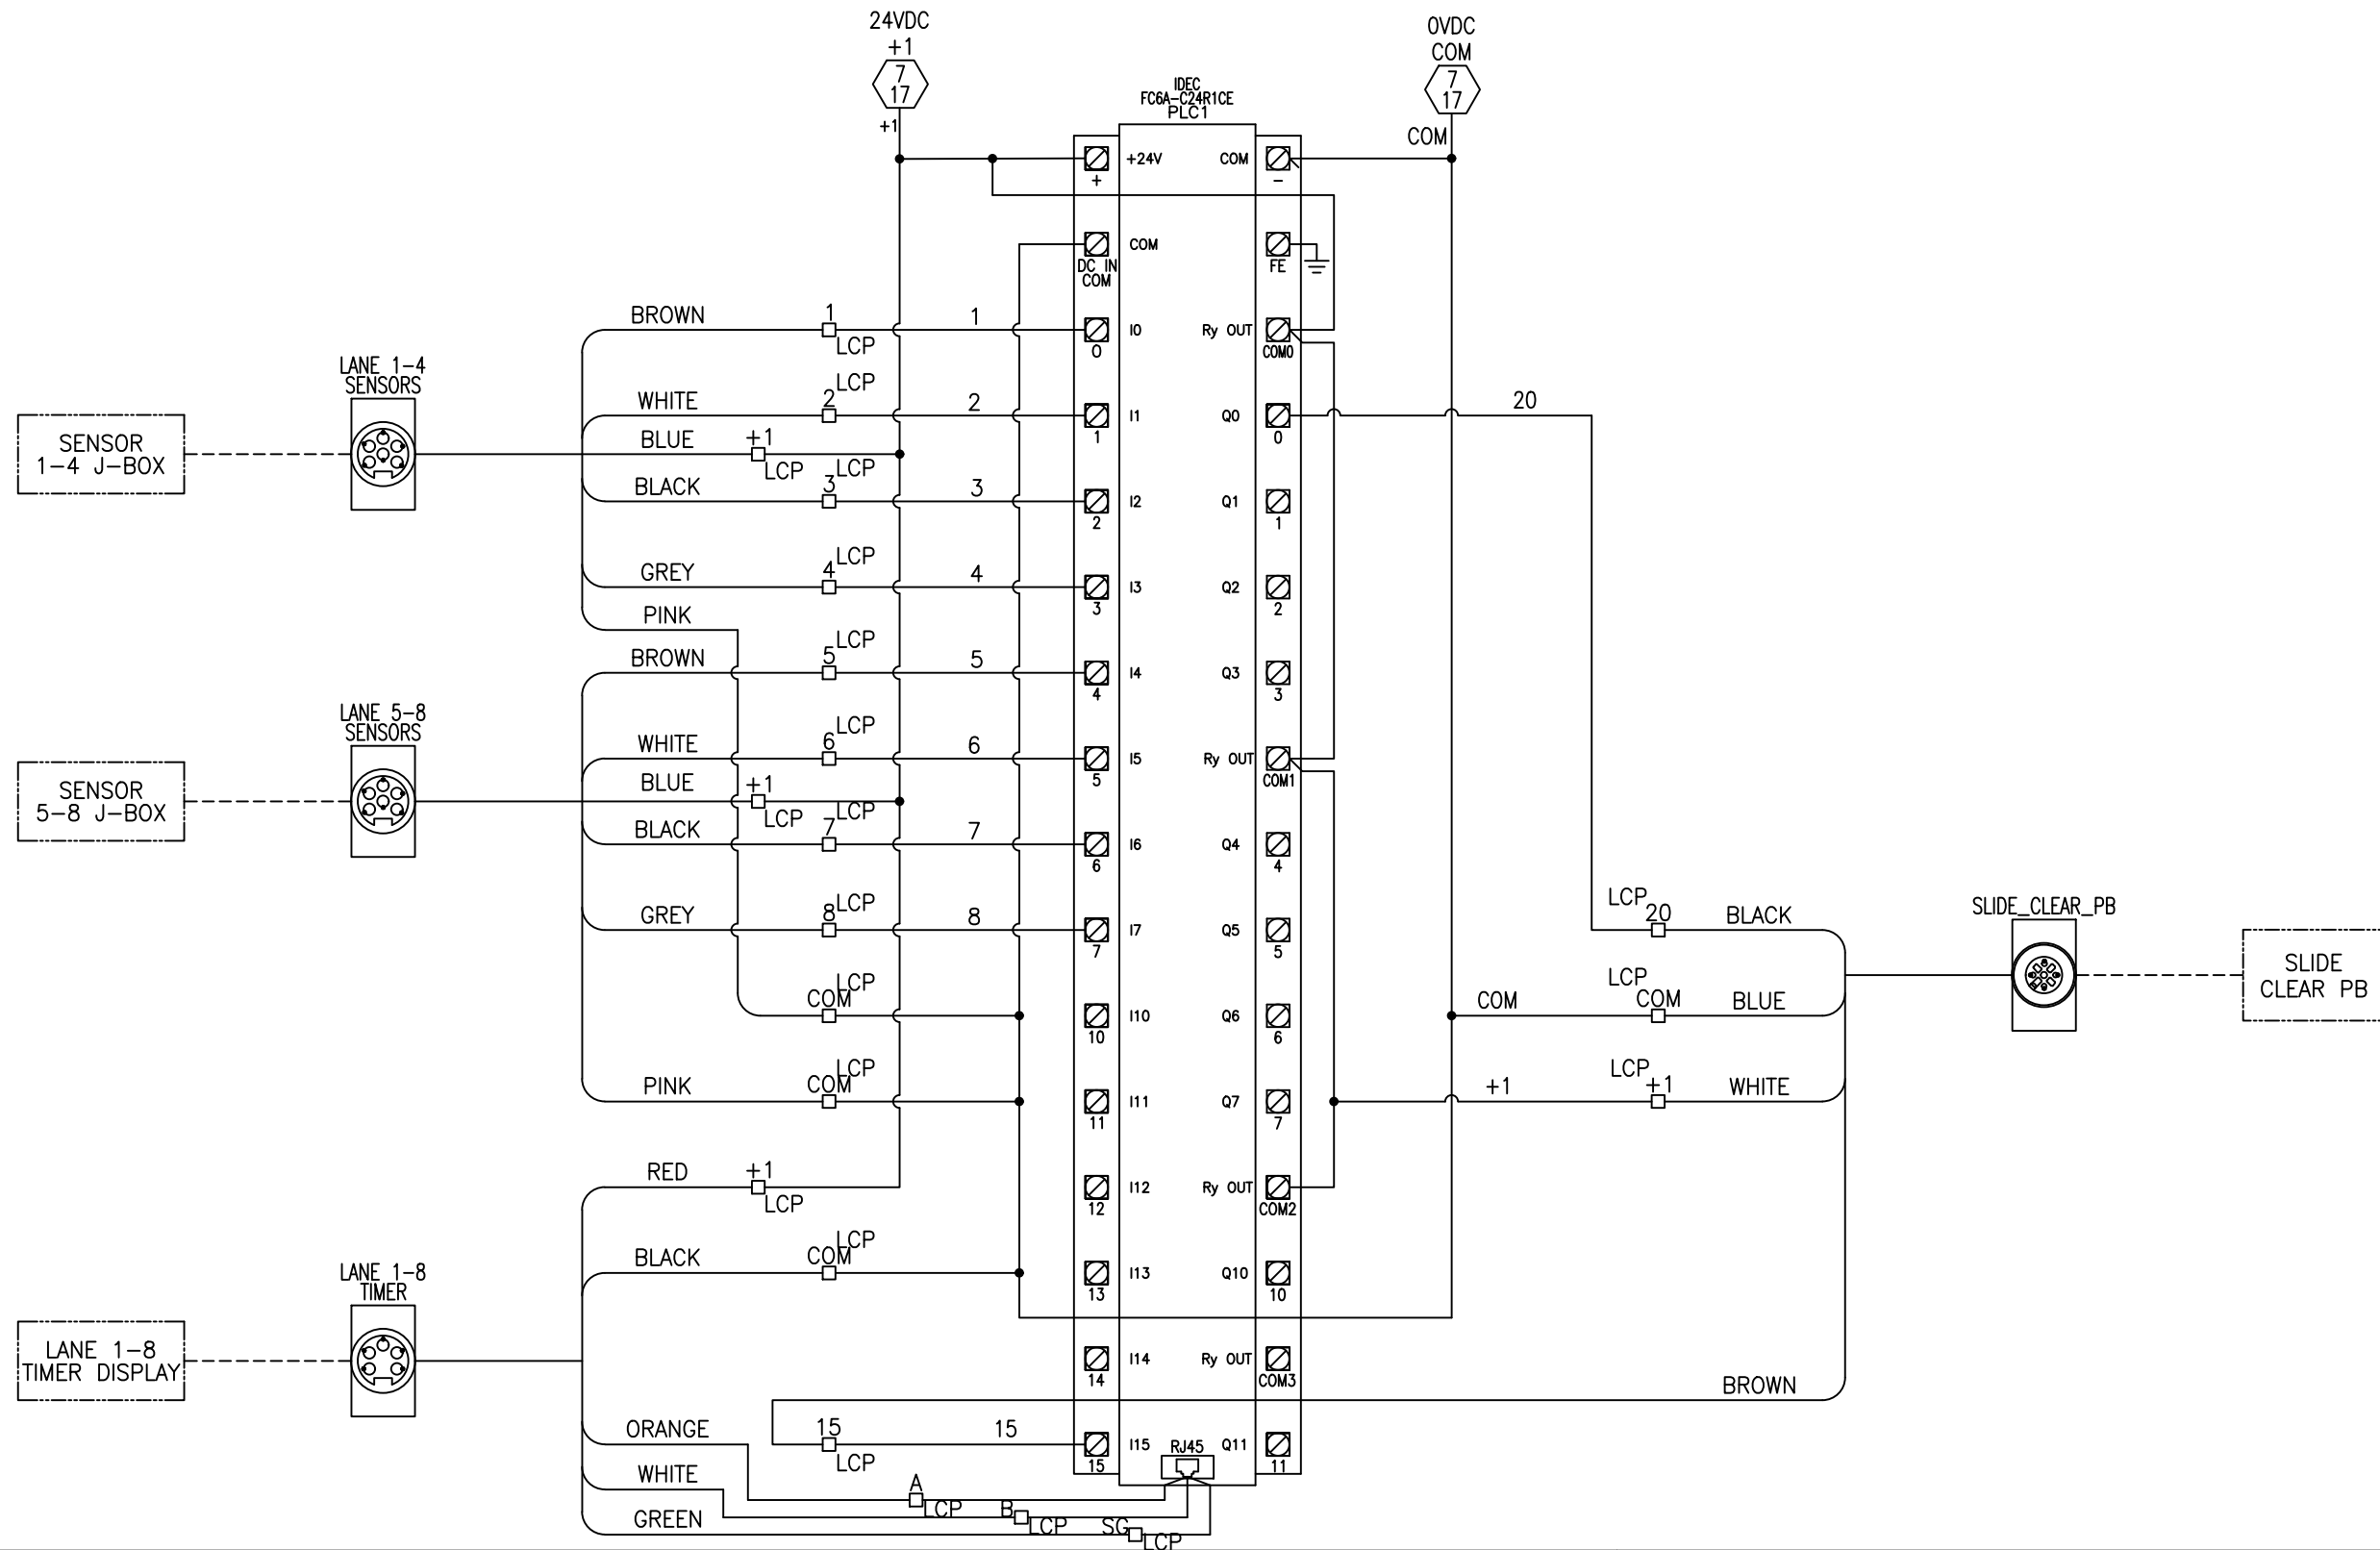 24VDC
+1
7
17
+1
0VDC
COM
7
17
COM
IDEC
FC6A-C24R1CE
PLC1
+24V COM
+ -
COM
DC IN
COM
FE
BROWN 1 LCP 1 I0
0
Ry OUT
COM0
LANE 1-4
SENSORS
SENSOR
1-4 J-BOX
WHITE 2 LCP 2 I1
1
Q0
0
20
BLUE +1 LCP
BLACK 3 LCP 3 I2
2
Q1
1
GREY 4 LCP 4 I3
3
Q2
2
PINK
BROWN 5 LCP 5 I4
4
Q3
3
LANE 5-8
SENSORS
SENSOR
5-8 J-BOX
WHITE 6 LCP 6 I5
5
Ry OUT
COM1
BLUE +1 LCP
BLACK 7 LCP 7 I6
6
Q4
4
GREY 8 LCP 8 I7
7
Q5
5
LCP
20 BLACK
SLIDE_CLEAR_PB
SLIDE
CLEAR PB
COM LCP I10
10
Q6
6
COM LCP
COM BLUE
PINK COM LCP I11
11
Q7
7
+1 LCP
+1 WHITE
RED +1 LCP I12
12
Ry OUT
COM2
BLACK COM LCP I13
13
Q10
10
LANE 1-8
TIMER
LANE 1-8
TIMER DISPLAY
I14
14
Ry OUT
COM3
BROWN
ORANGE 15 LCP 15 I15
15
RJ45
Q11
11
WHITE A LCP
B LCP
GREEN SG LCP